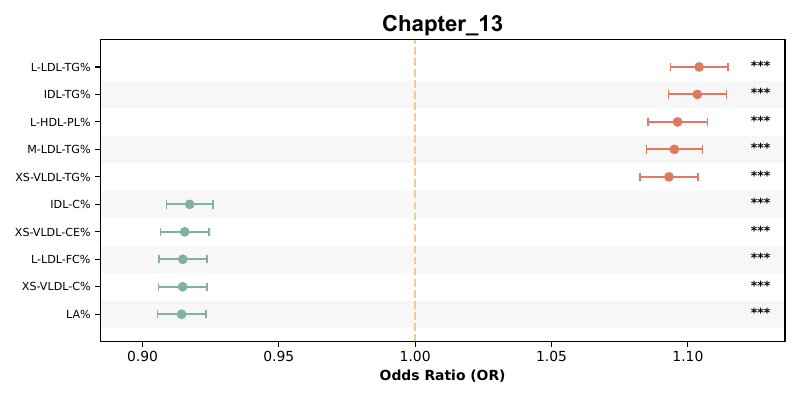 Chapter_13
L-LDL-TG% ***
IDL-TG% ***
L-HDL-PL% ***
M-LDL-TG% ***
XS-VLDL-TG% ***
IDL-C% ***
XS-VLDL-CE% ***
L-LDL-FC% ***
XS-VLDL-C% ***
LA% ***
0.90 0.95 1.00 1.05 1.10
Odds Ratio (OR)